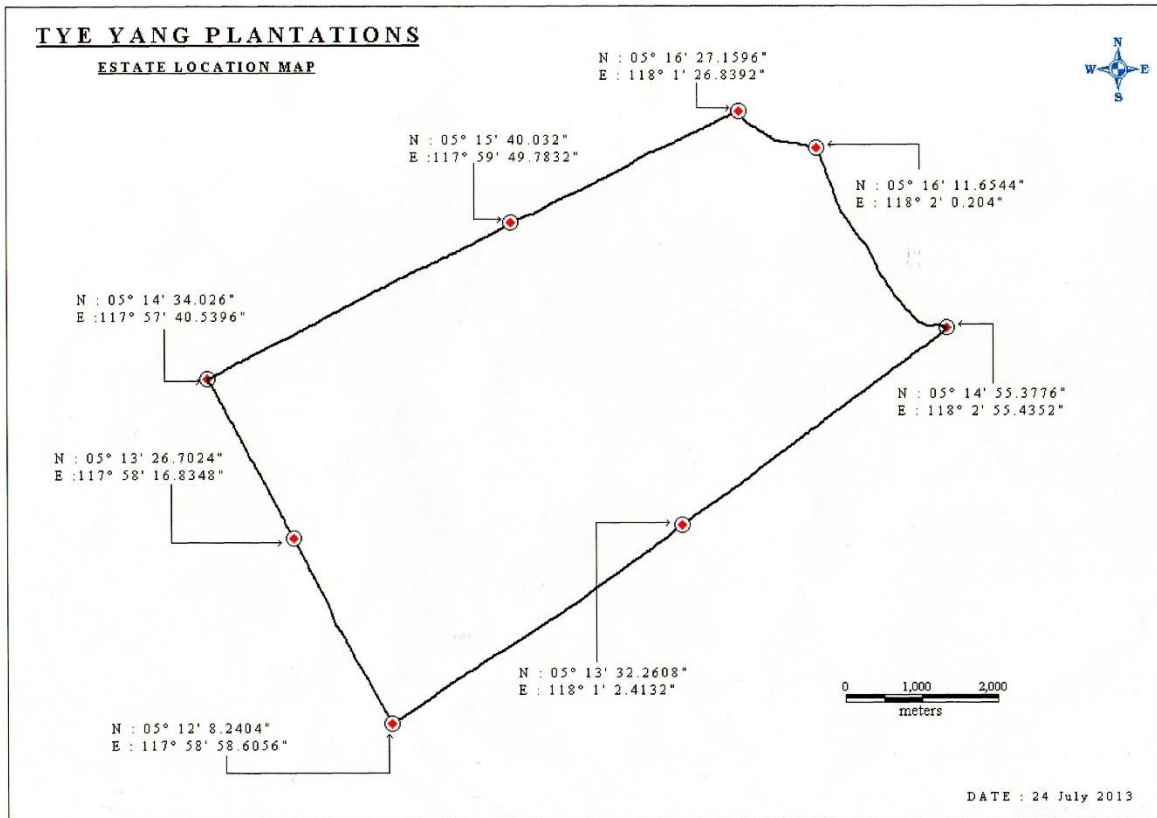 TYE YANG PLANTATIONS
ESTATE LOCATION MAP
N
W E
S
N : 05° 16' 27.1596"
E : 118° 1' 26.8392"
N : 05° 15' 40.032"
E :117° 59' 49.7832"
N : 05° 16' 11.6544"
E : 118° 2' 0.204"
N : 05° 14' 34.026"
E :117° 57' 40.5396"
N : 05° 14' 55.3776"
E : 118° 2' 55.4352"
N : 05° 13' 26.7024"
E :117° 58' 16.8348"
N : 05° 13' 32.2608"
E : 118° 1' 2.4132"
N : 05° 12' 8.2404"
E : 117° 58' 58.6056"
0 1,000 2,000
meters
DATE : 24 July 2013